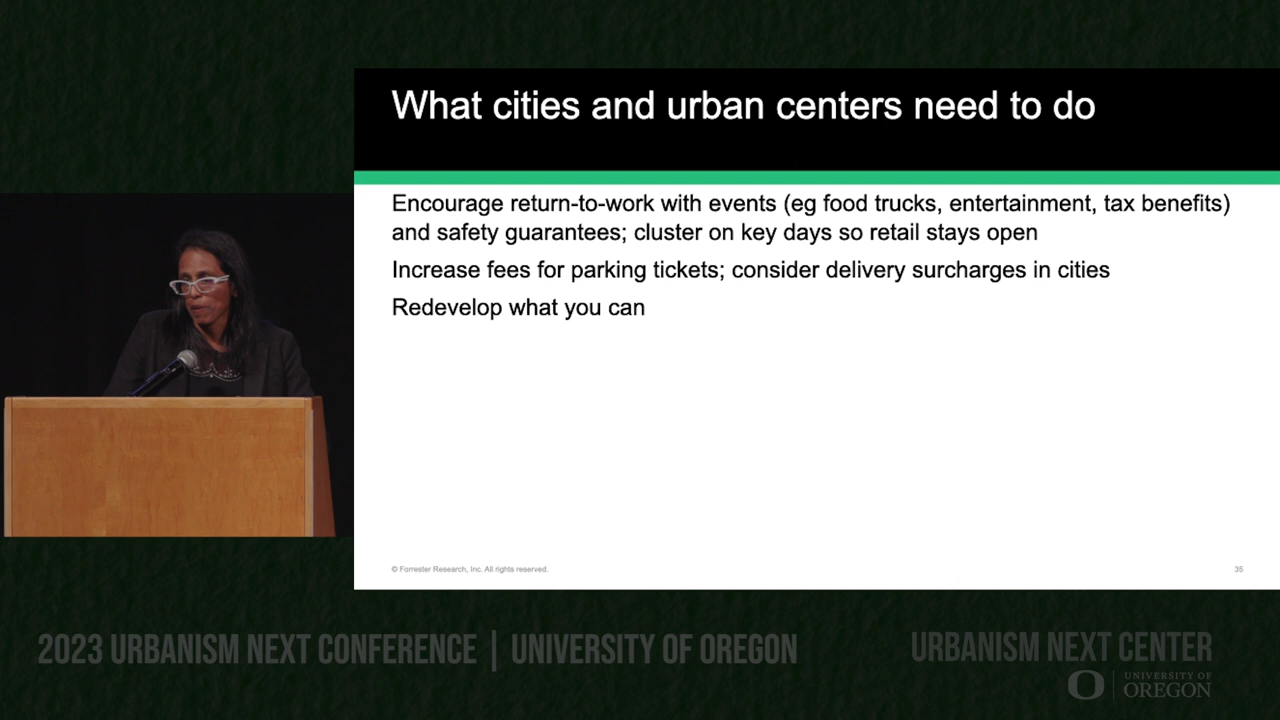 What cities and urban centers need to do
Encourage return-to-work with events (eg food trucks, entertainment, tax benefits)
and safety guarantees; cluster on key days so retail stays open
Increase fees for parking tickets; consider delivery surcharges in cities
Redevelop what you can
© Forrester Research, Inc. All rights reserved.
35
2023 URBANISM NEXT CONFERENCE | UNIVERSITY OF OREGON
URBANISM NEXT CENTER
O
UNIVERSITY OF
OREGON